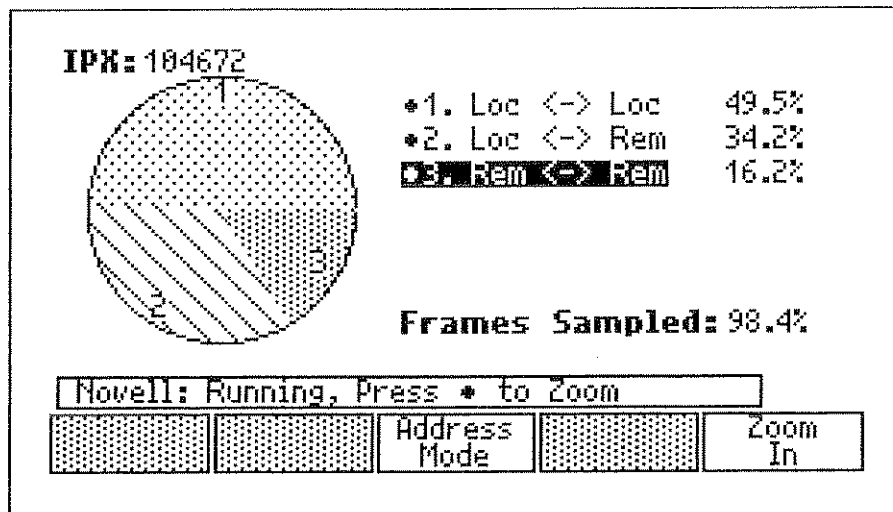 IPX: 104672
1
•1. Loc <-> Loc 49.5%
•2. Loc <-> Rem 34.2%
•3. Rem <-> Rem 16.2%
3
2
Frames Sampled: 98.4%
Novell: Running, Press • to Zoom
Address Mode
Zoom In